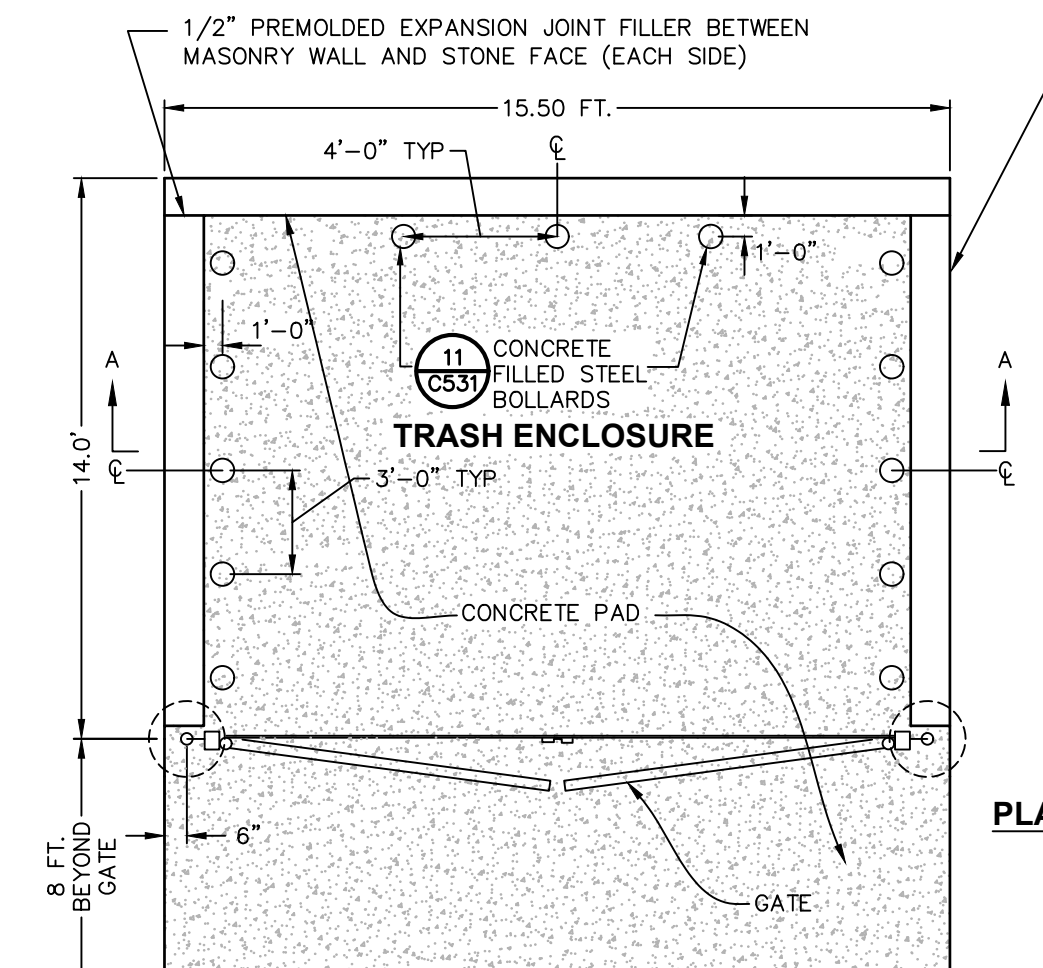 1/2” PREMOLDED EXPANSION JOINT FILLER BETWEEN
MASONRY WALL AND STONE FACE (EACH SIDE)
15.50 FT.
4’-0” TYP
℄
1’-0”
1’-0”
11
C531
CONCRETE
FILLED STEEL
BOLLARDS
A
A
TRASH ENCLOSURE
14.0’
℄
℄
3’-0” TYP
CONCRETE PAD
PLA
6”
8 FT.
BEYOND
GATE
GATE